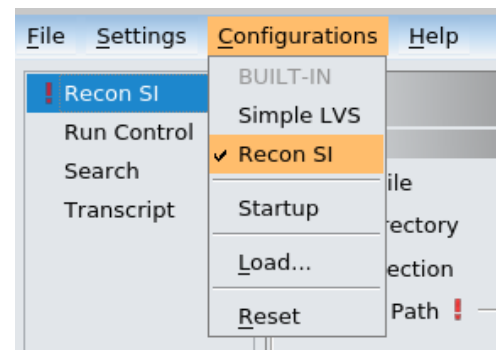 File Settings Configurations Help
Recon SI
Run Control
Search
Transcript
BUILT-IN
Simple LVS
✓ Recon SI
Startup
Load...
Reset
ile
rectory
ection
Path !